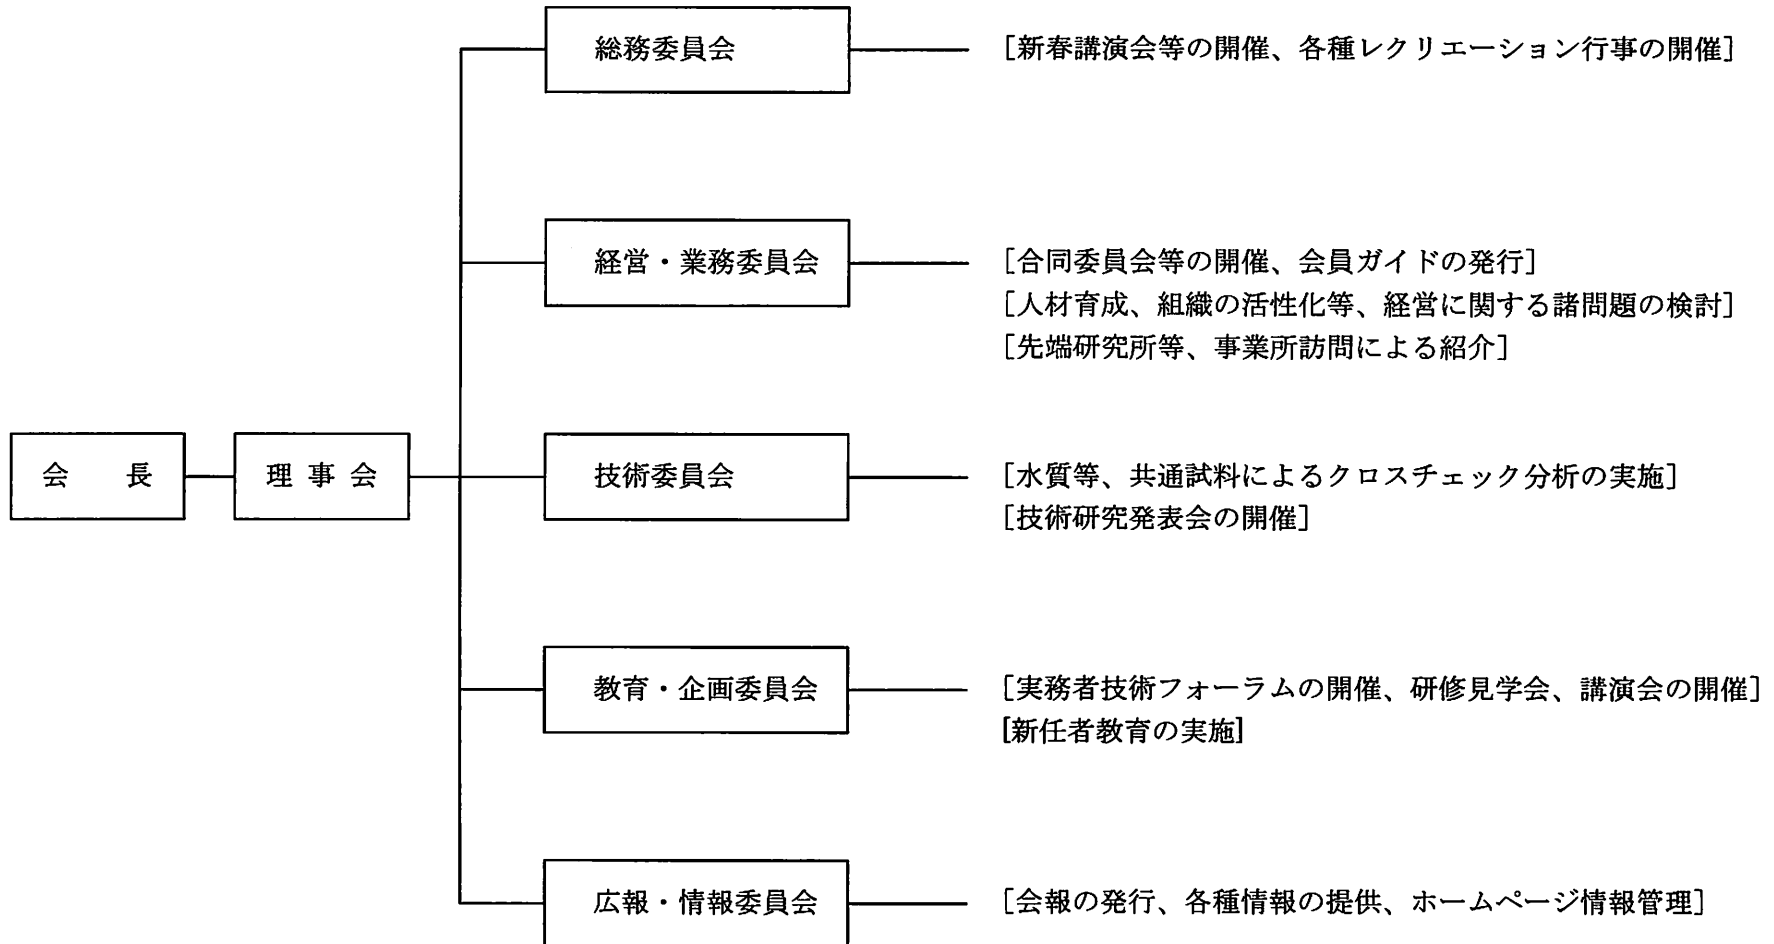 総務委員会
[新春講演会等の開催、各種レクリエーション行事の開催]
経営・業務委員会
[合同委員会等の開催、会員ガイドの発行]
[人材育成、組織の活性化等、経営に関する諸問題の検討]
[先端研究所等、事業所訪問による紹介]
会　長
理 事 会
技術委員会
[水質等、共通試料によるクロスチェック分析の実施]
[技術研究発表会の開催]
教育・企画委員会
[実務者技術フォーラムの開催、研修見学会、講演会の開催]
[新任者教育の実施]
広報・情報委員会
[会報の発行、各種情報の提供、ホームページ情報管理]